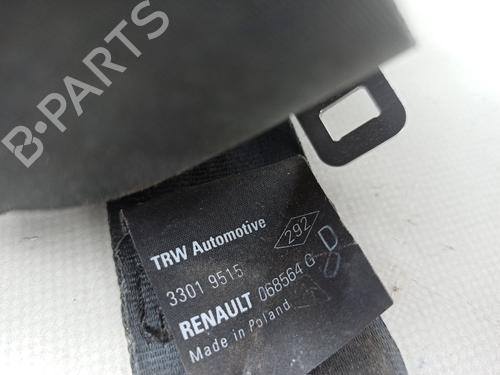 B-PARTS
TRW Automotive
292
3301 9515
RENAULT 068564 G
D
Made in Poland